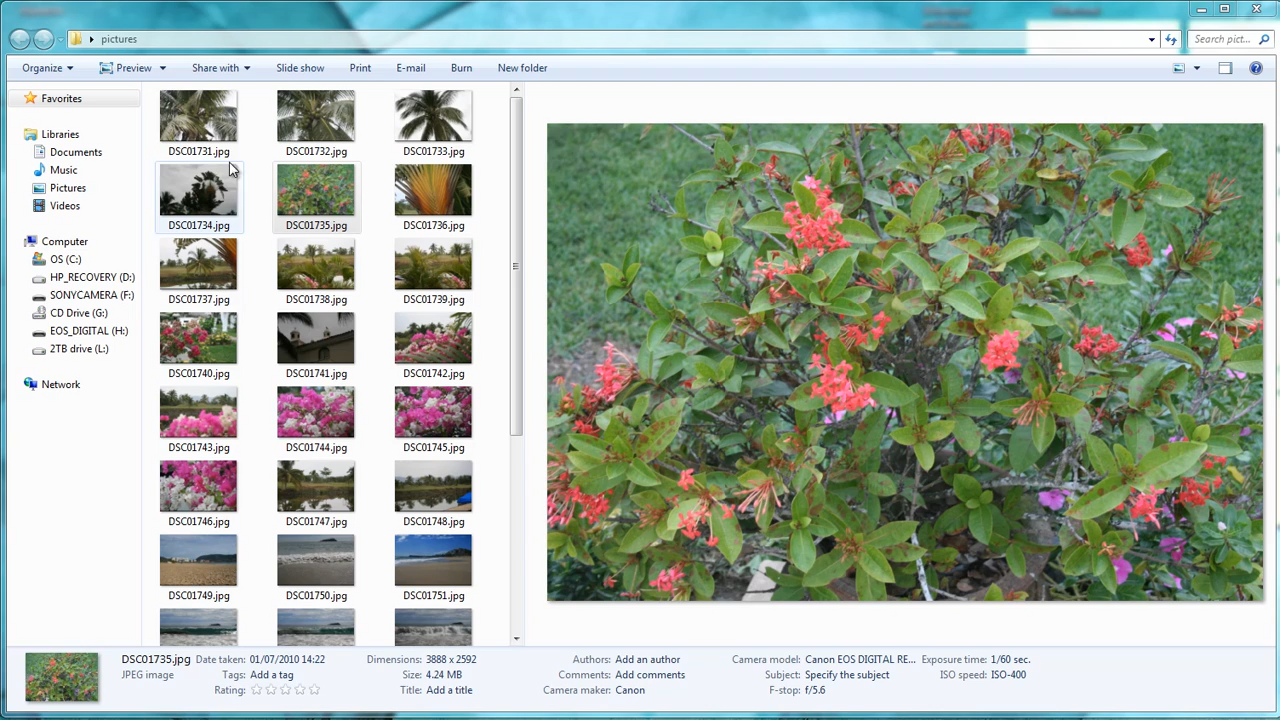 pictures
Search pict...
Organize
Preview
Share with
Slide show
Print
E-mail
Burn
New folder
Favorites
Libraries
Documents
Music
Pictures
Videos
Computer
OS (C:)
HP_RECOVERY (D:)
SONYCAMERA (F:)
CD Drive (G:)
EOS_DIGITAL (H:)
2TB drive (L:)
Network
DSC01731.jpg DSC01732.jpg DSC01733.jpg
DSC01734.jpg DSC01735.jpg DSC01736.jpg
DSC01737.jpg DSC01738.jpg DSC01739.jpg
DSC01740.jpg DSC01741.jpg DSC01742.jpg
DSC01743.jpg DSC01744.jpg DSC01745.jpg
DSC01746.jpg DSC01747.jpg DSC01748.jpg
DSC01749.jpg DSC01750.jpg DSC01751.jpg
DSC01735.jpg Date taken: 01/07/2010 14:22 Dimensions: 3888 x 2592 Authors: Add an author Camera model: Canon EOS DIGITAL RE... Exposure time: 1/60 sec.
JPEG image Tags: Add a tag Size: 4.24 MB Comments: Add comments Subject: Specify the subject ISO speed: ISO-400
Rating: Title: Add a title Camera maker: Canon F-stop: f/5.6